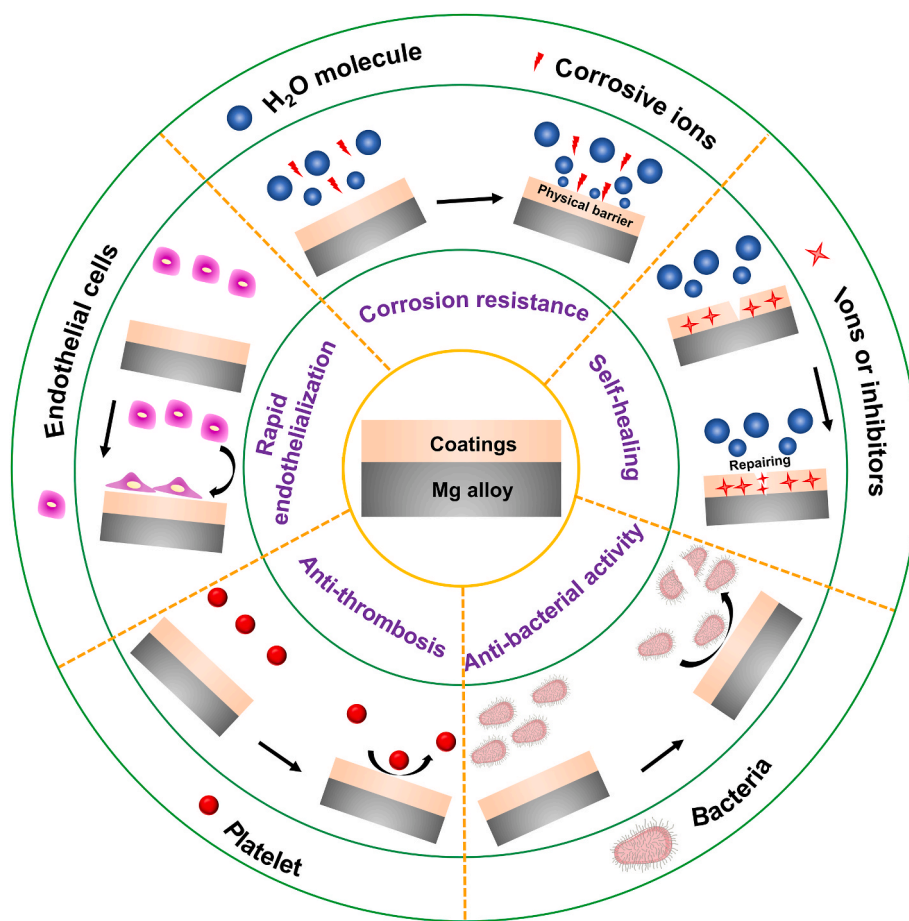 H₂O molecule
Corrosive ions
Physical barrier
Corrosion resistance
Endothelial cells
Rapid
endothelialization
Self-healing
Ions or inhibitors
Repairing
Coatings
Mg alloy
Anti-thrombosis
Anti-bacterial activity
Platelet
Bacteria